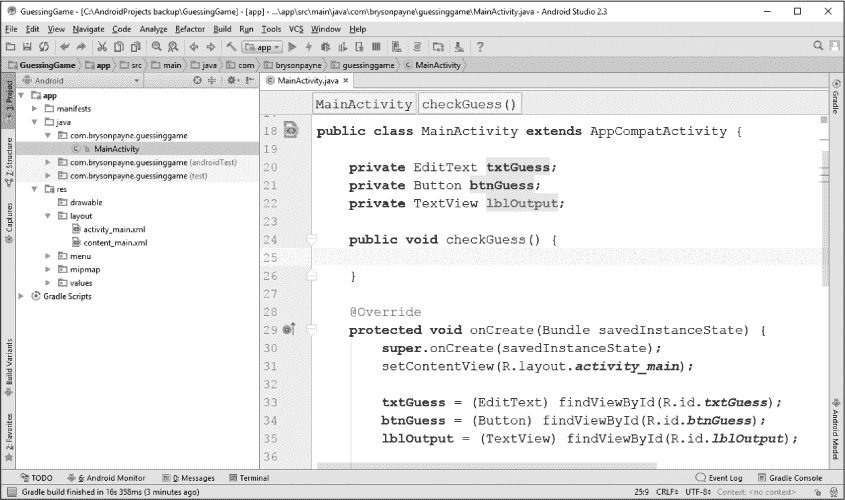 GuessingGame - [C:\AndroidProjects backup\GuessingGame] - [app] - ...\app\src\main\java\com\brysonpayne\guessinggame\MainActivity.java - Android Studio 2.3
File Edit View Navigate Code Analyze Refactor Build Run Tools VCS Window Help
app
GuessingGame app src main java com brysonpayne guessinggame MainActivity
Android
MainActivity.java ×
1: Project
Z: Structure
Captures
Build Variants
2: Favorites
app
manifests
java
com.brysonpayne.guessinggame
MainActivity
com.brysonpayne.guessinggame (androidTest)
com.brysonpayne.guessinggame (test)
res
drawable
layout
activity_main.xml
content_main.xml
menu
mipmap
values
Gradle Scripts
MainActivity checkGuess()
18 public class MainActivity extends AppCompatActivity {
19
20 private EditText txtGuess;
21 private Button btnGuess;
22 private TextView lblOutput;
23
24 public void checkGuess() {
25
26 }
27
28 @Override
29 protected void onCreate(Bundle savedInstanceState) {
30 super.onCreate(savedInstanceState);
31 setContentView(R.layout.activity_main);
32
33 txtGuess = (EditText) findViewById(R.id.txtGuess);
34 btnGuess = (Button) findViewById(R.id.btnGuess);
35 lblOutput = (TextView) findViewById(R.id.lblOutput);
36
Gradle
Android Model
TODO 6: Android Monitor 0: Messages Terminal Event Log Gradle Console
Gradle build finished in 16s 358ms (3 minutes ago) 25:9 CRLF÷ UTF-8÷ Context: <no context>